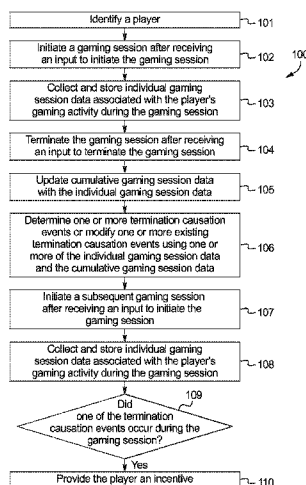 Identify a player
101
100
Initiate a gaming session after receiving
an input to initiate the gaming session
102
Collect and store individual gaming
session data associated with the player's
gaming activity during the gaming session
103
Terminate the gaming session after receiving
an input to terminate the gaming session
104
Update cumulative gaming session data
with the individual gaming session data
105
Determine one or more termination causation
events or modify one or more existing
termination causation events using one or
more of the individual gaming session data
and the cumulative gaming session data
106
Initiate a subsequent gaming session
after receiving an input to initiate the
gaming session
107
Collect and store individual gaming
session data associated with the player's
gaming activity during the gaming session
108
109
Did
one of the termination
causation events occur during the
gaming session?
Yes
Provide the player an incentive
110